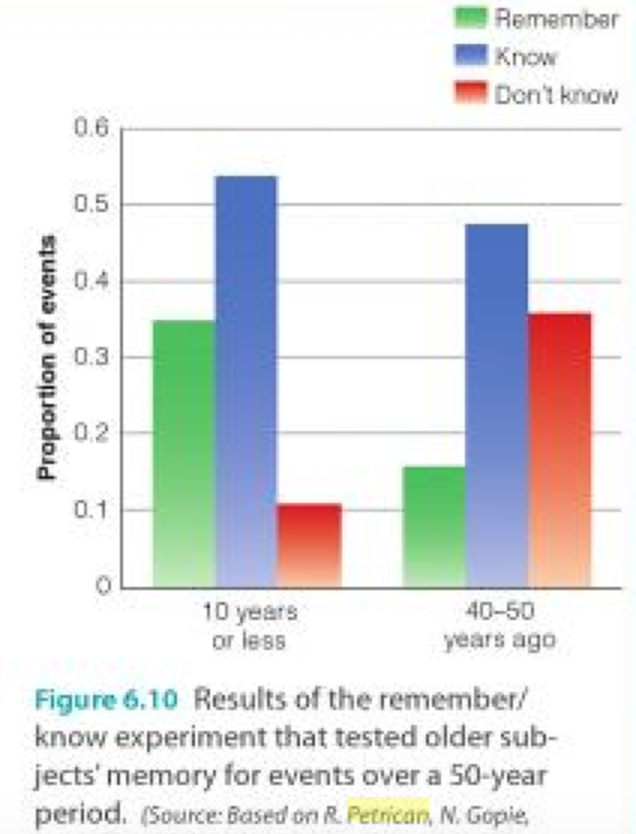 Remember
Know
Don't know
0.6
0.5
0.4
0.3
0.2
0.1
0
Proportion of events
10 years
or less
40–50
years ago
Figure 6.10 Results of the remember/
know experiment that tested older sub-
jects' memory for events over a 50-year
period. (Source: Based on R. Petrican, N. Gopie,